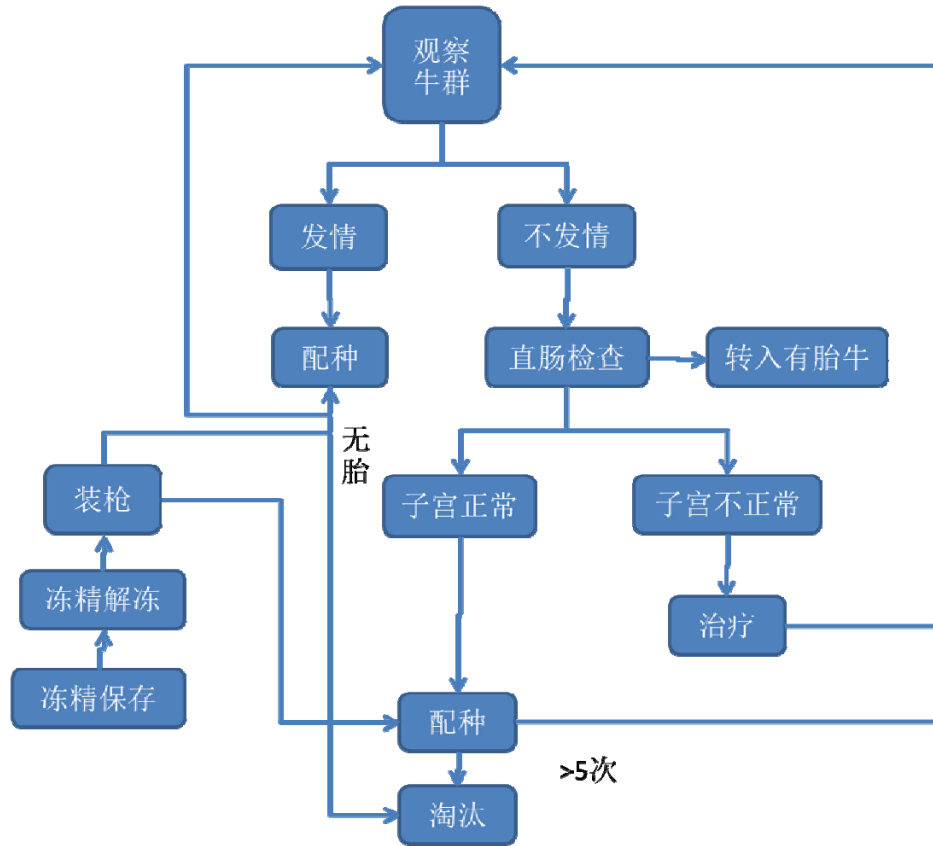 观察
牛群
发情
不发情
配种
直肠检查
转入有胎牛
无
胎
装枪
子宫正常
子宫不正常
冻精解冻
治疗
冻精保存
配种
>5次
淘汰